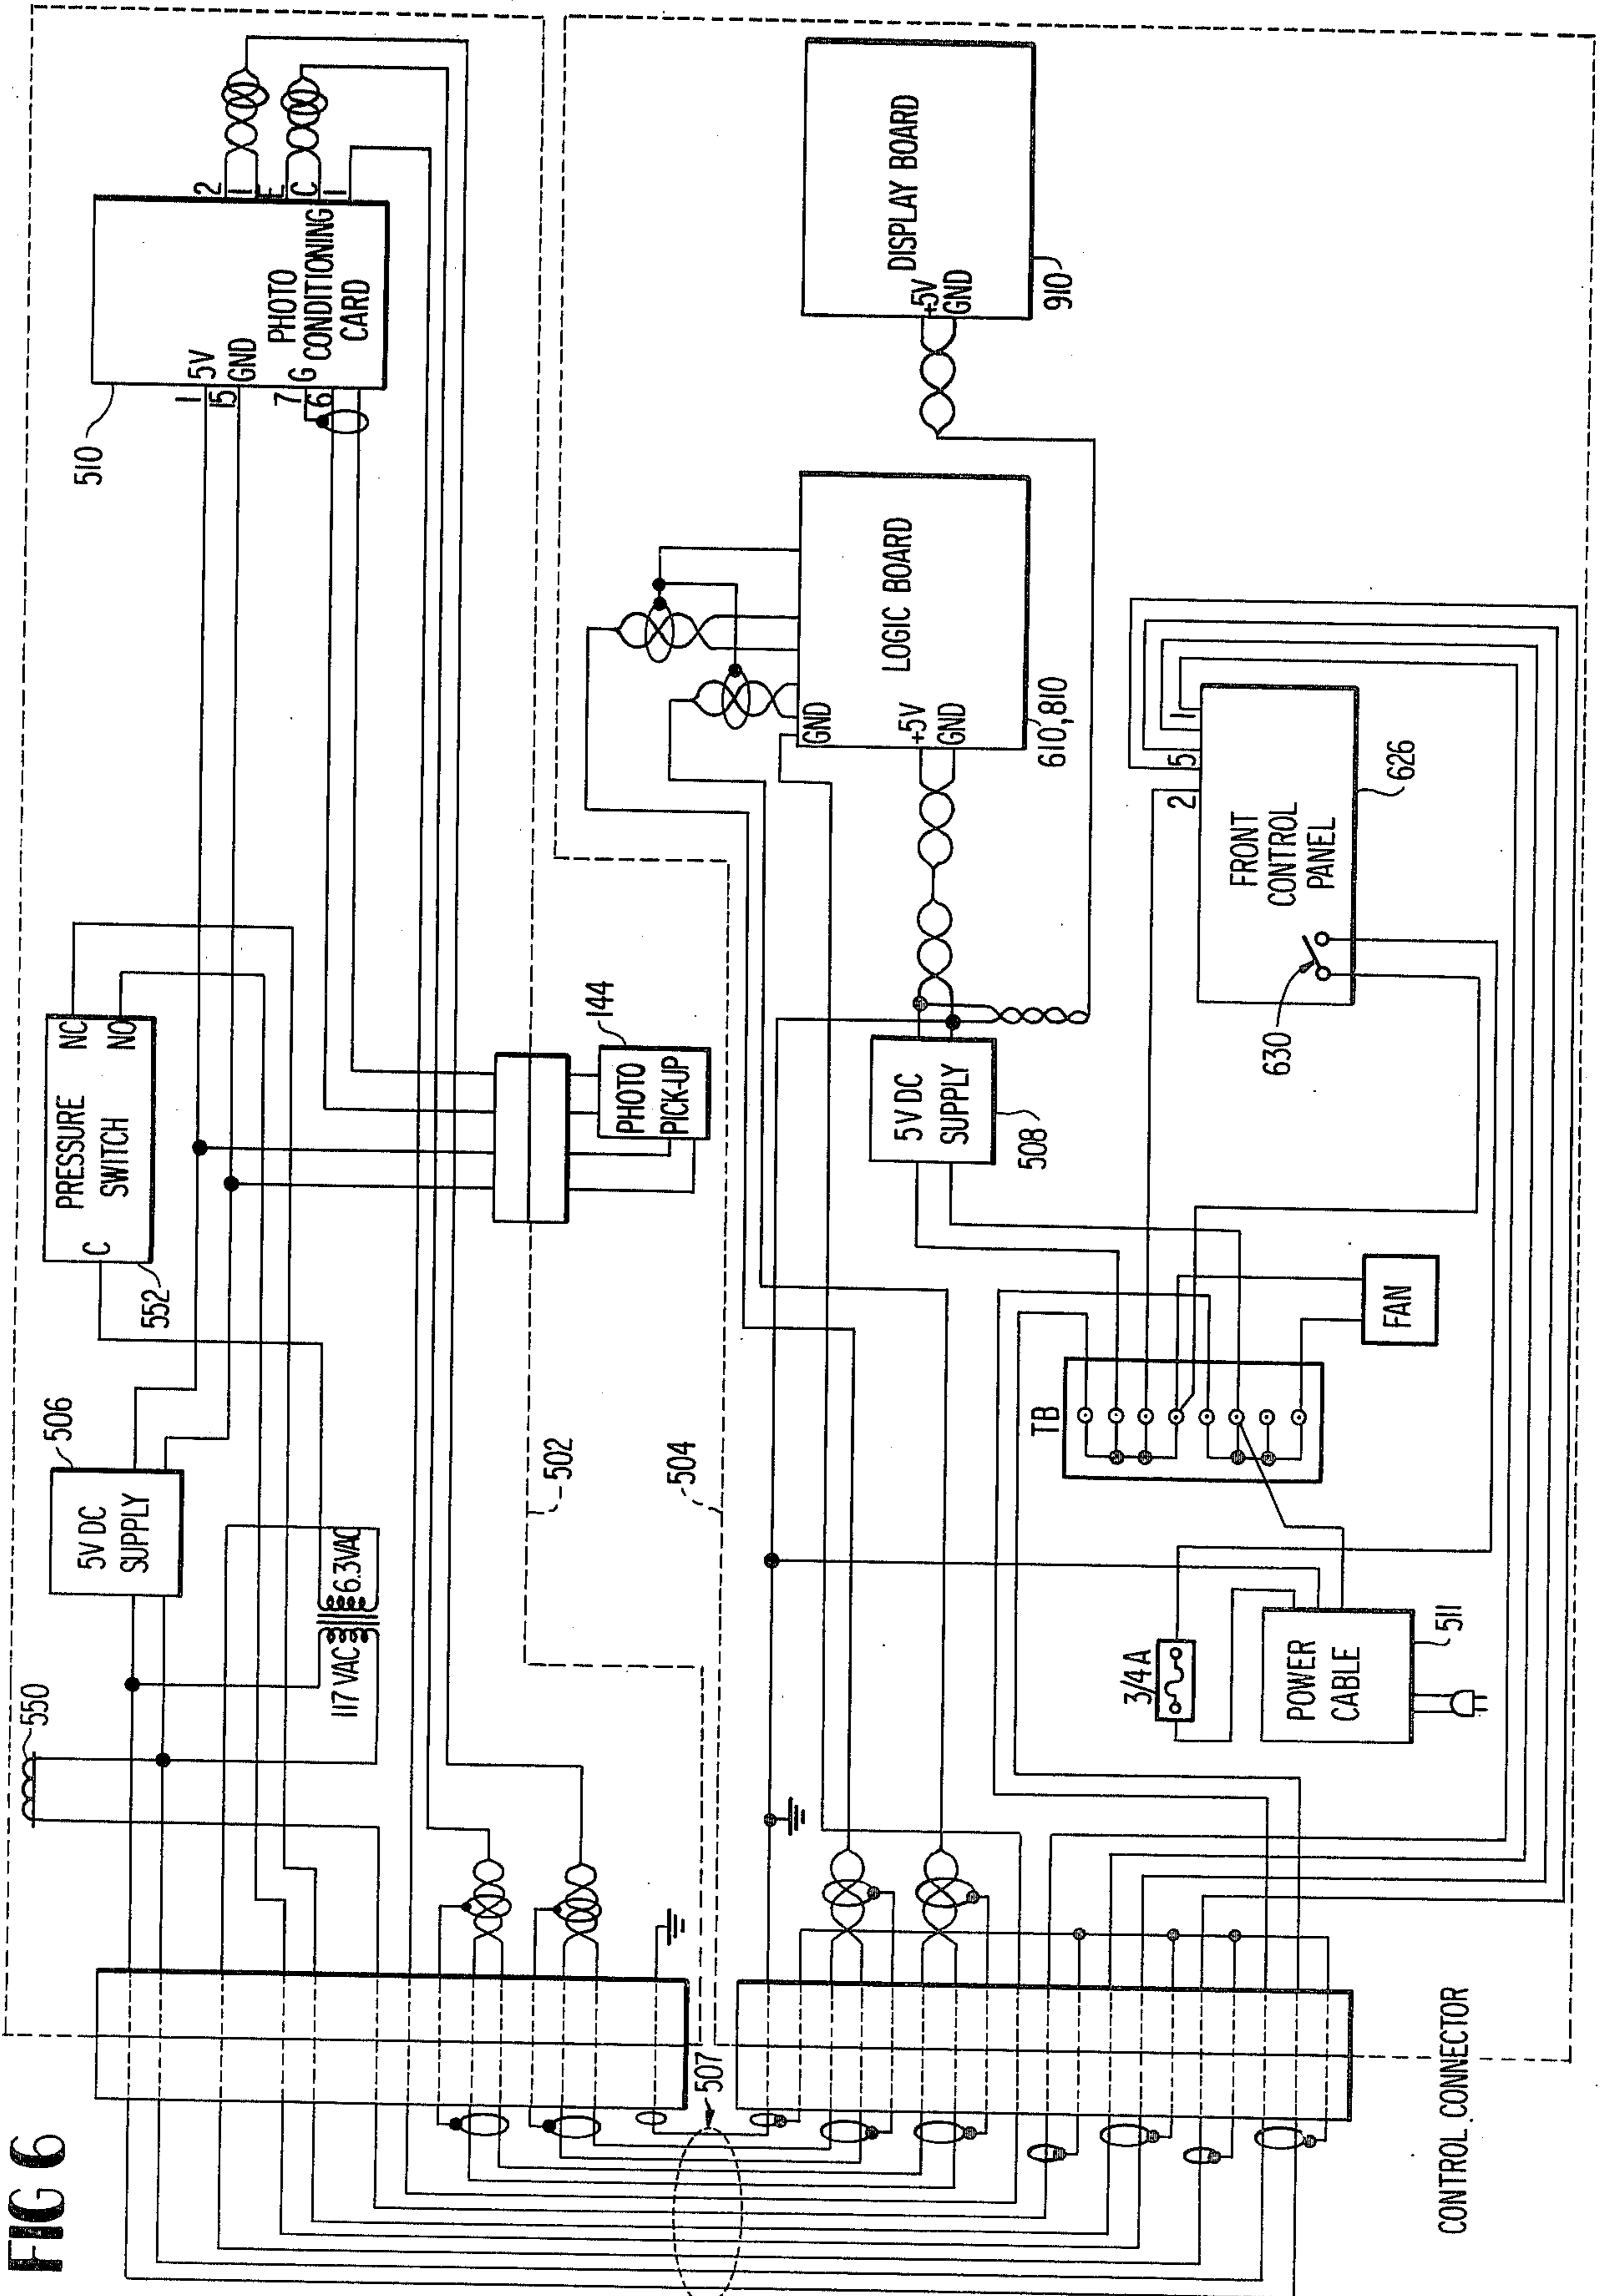 FIG 6
550
506
5V DC
SUPPLY
117 VAC
6.3VAC
552
PRESSURE
SWITCH
C
NC
NO
510
1
5V
15
GND
7
G
6
PHOTO
CONDITIONING
CARD
2
1
E
C
1
144
PHOTO
PICK-UP
502
504
507
LOGIC BOARD
GND
+5V
GND
610,810
DISPLAY BOARD
+5V
GND
910
5V DC
SUPPLY
508
2
5
1
FRONT
CONTROL
PANEL
626
630
TB
FAN
3/4 A
POWER
CABLE
511
CONTROL CONNECTOR